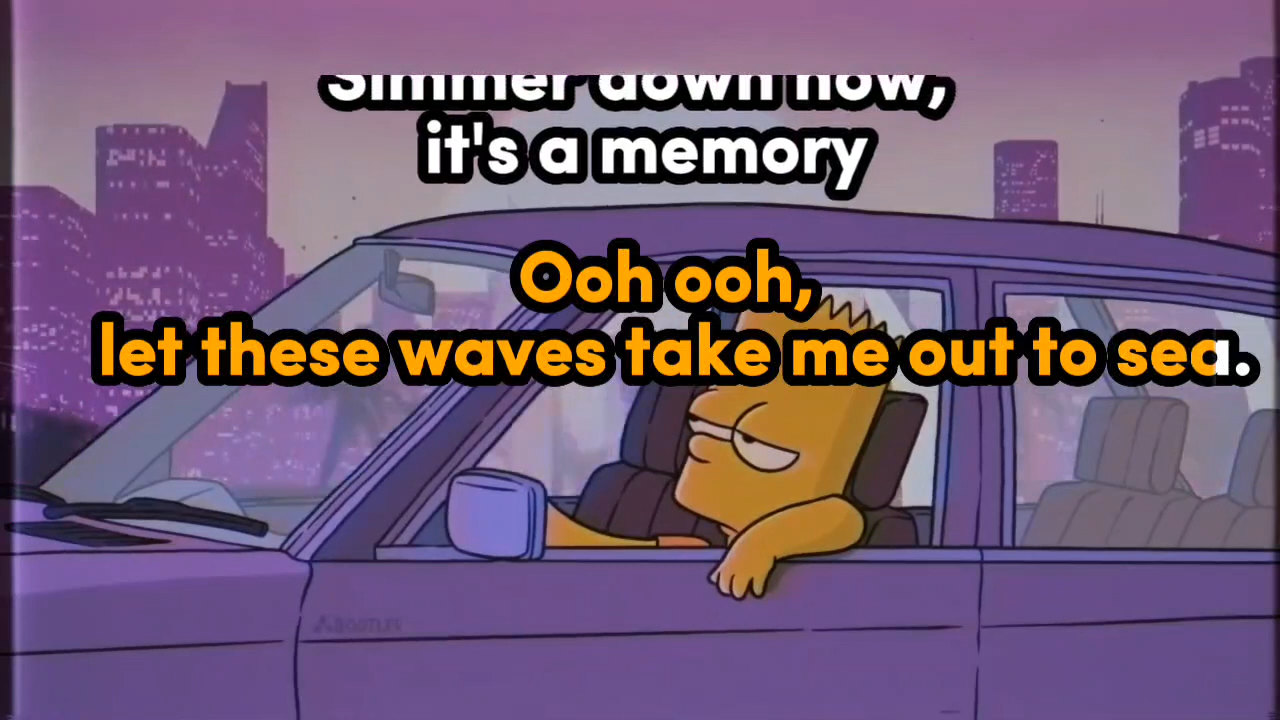 Simmer down now,
it's a memory
Ooh ooh,
let these waves take me out to sea.